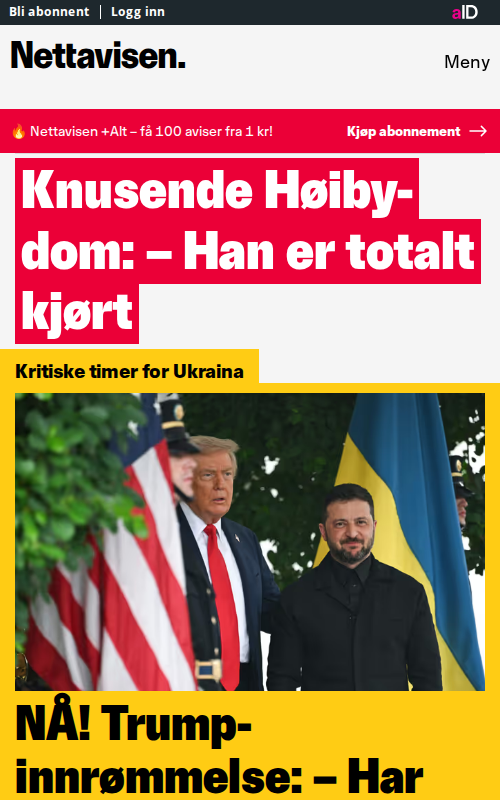 Bli abonnent
Logg inn
aID
Nettavisen.
Meny
🔥 Nettavisen +Alt – få 100 aviser fra 1 kr!
Kjøp abonnement →
Knusende Høiby-
dom: – Han er totalt
kjørt
Kritiske timer for Ukraina
NÅ! Trump-
innrømmelse: – Har